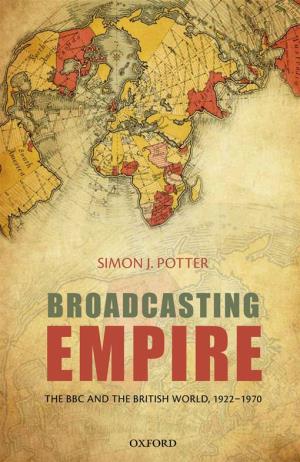 SIMON J. POTTER
BROADCASTING
EMPIRE
THE BBC AND THE BRITISH WORLD, 1922–1970
OXFORD